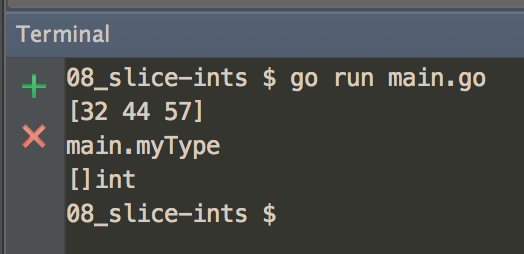 Terminal
08_slice-ints $ go run main.go
[32 44 57]
main.myType
[]int
08_slice-ints $